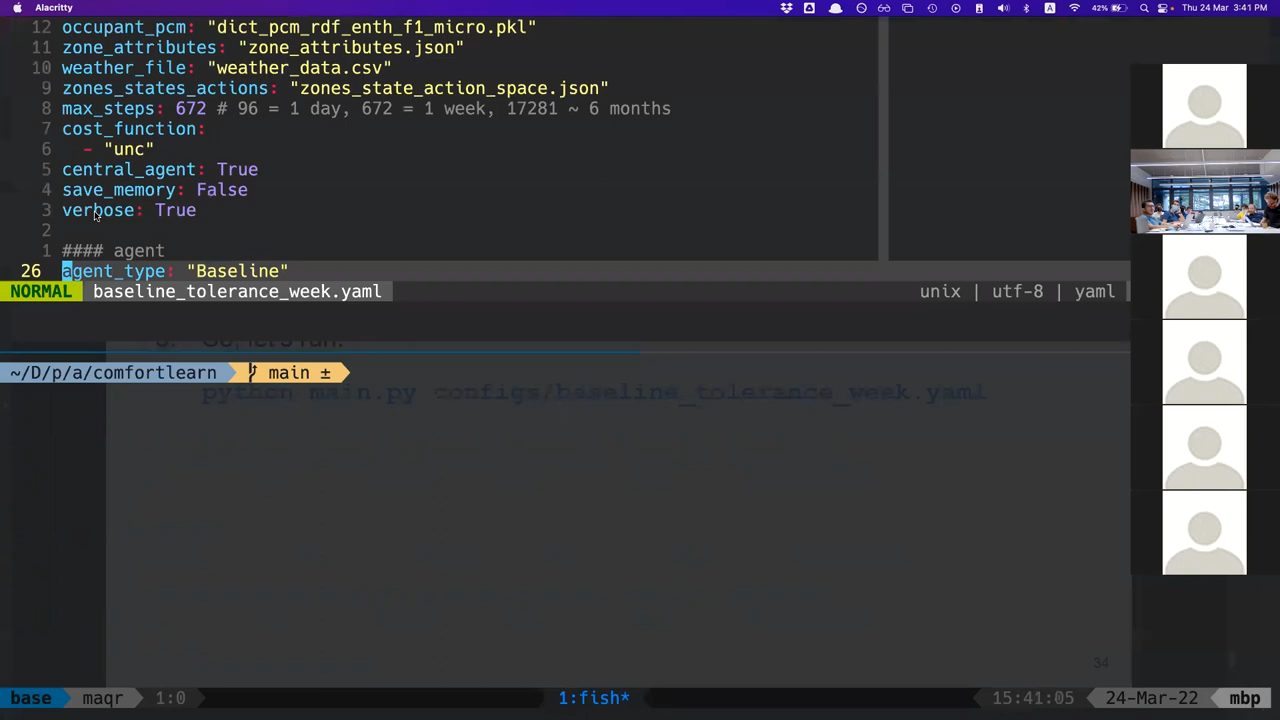 Alacritty 42% A Thu 24 Mar 3:41 PM
12 occupant_pcm: "dict_pcm_rdf_enth_f1_micro.pkl"
11 zone_attributes: "zone_attributes.json"
10 weather_file: "weather_data.csv"
9 zones_states_actions: "zones_state_action_space.json"
8 max_steps: 672 # 96 = 1 day, 672 = 1 week, 17281 ~ 6 months
7 cost_function:
6 - "unc"
5 central_agent: True
4 save_memory: False
3 verbose: True
2
1 #### agent
26 agent_type: "Baseline"
NORMAL baseline_tolerance_week.yaml unix | utf-8 | yaml
~/D/p/a/comfortlearn main ±
python main.py configs/baseline_tolerance_week.yaml
34
base maqr 1:0 1:fish* 15:41:05 24-Mar-22 mbp